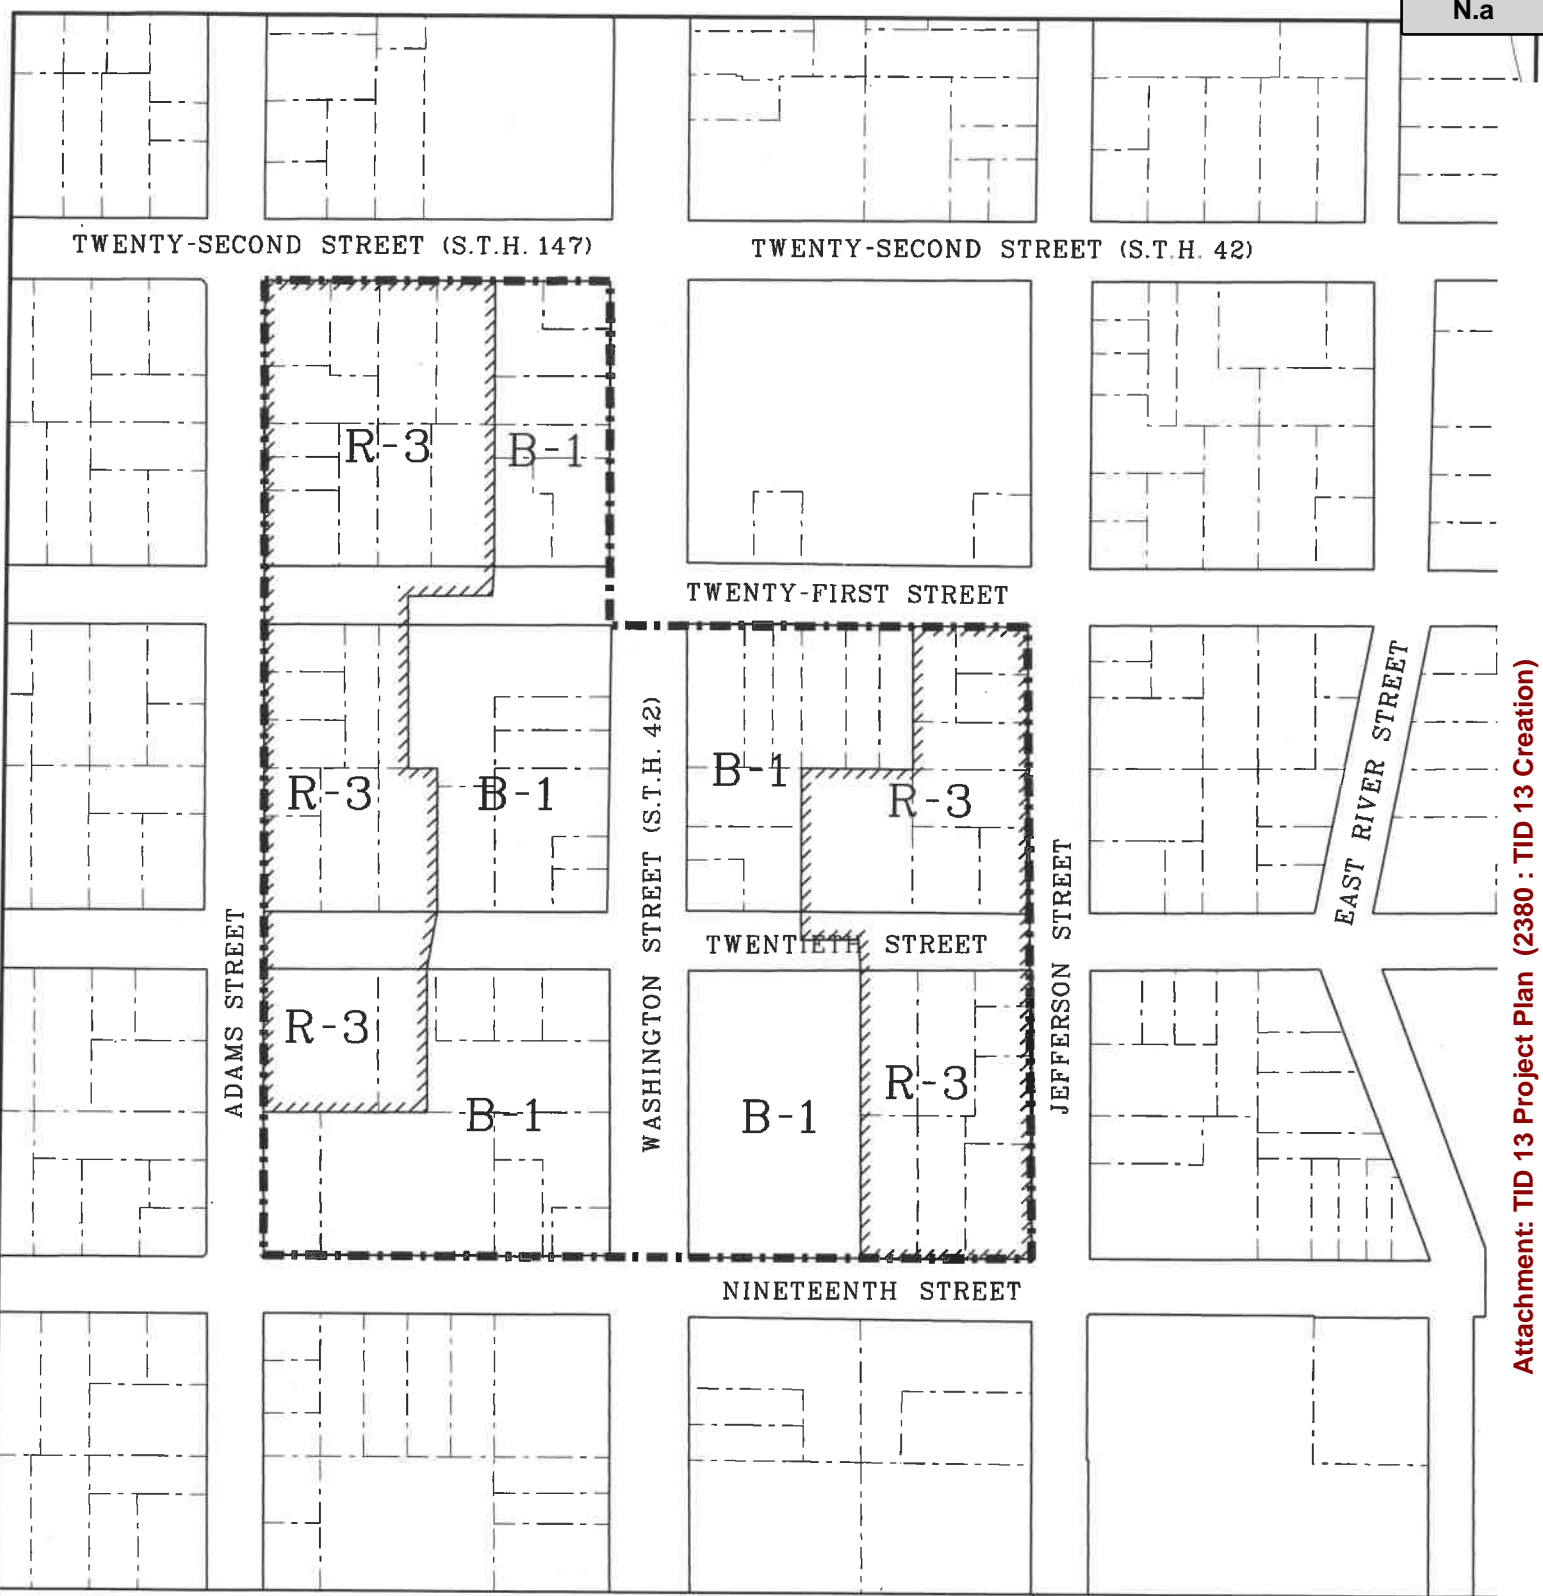 N.a
TWENTY-SECOND STREET (S.T.H. 147)
TWENTY-SECOND STREET (S.T.H. 42)
R-3
B-1
TWENTY-FIRST STREET
R-3
B-1
B-1
R-3
WASHINGTON STREET (S.T.H. 42)
EAST RIVER STREET
TWENTIETH STREET
ADAMS STREET
JEFFERSON STREET
R-3
B-1
B-1
R-3
NINETEENTH STREET
Attachment: TID 13 Project Plan (2380 : TID 13 Creation)